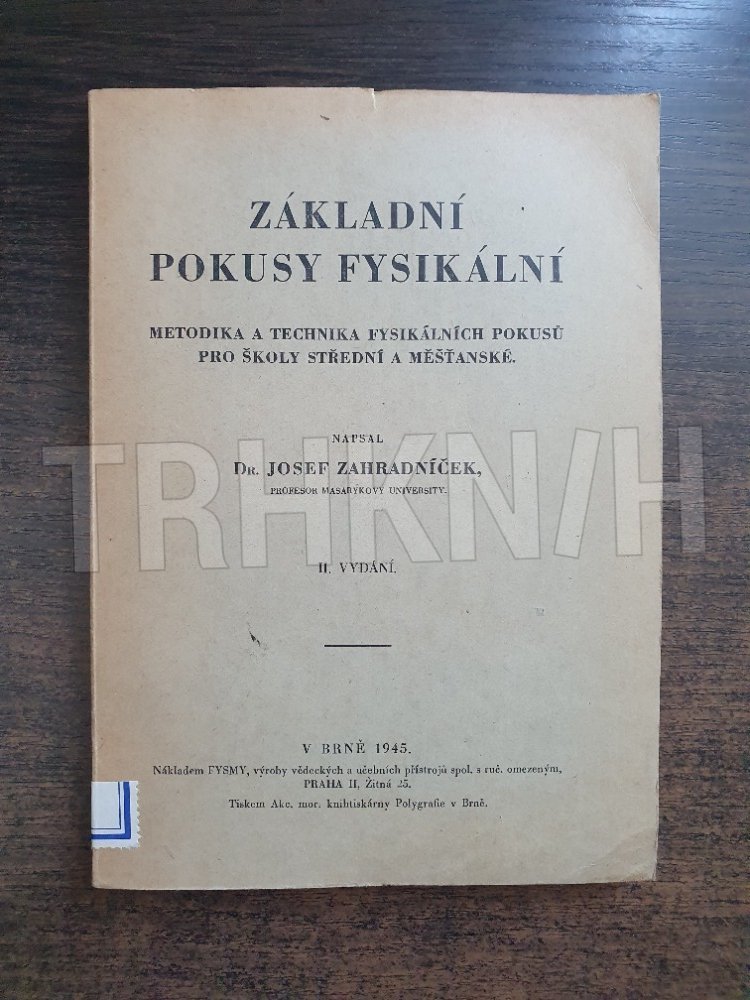 ZÁKLADNÍ
POKUSY FYSIKÁLNÍ
METODIKA A TECHNIKA FYSIKÁLNÍCH POKUSŮ
PRO ŠKOLY STŘEDNÍ A MĚŠŤANSKÉ.
NAPSAL
DR. JOSEF ZAHRADNÍČEK,
PROFESOR MASARYKOVY UNIVERSITY.
TRHKNIH
II. VYDÁNÍ.
V BRNĚ 1945.
Nákladem FYSMY, výroby vědeckých a učebních přístrojů spol. s ruč. omezeným,
PRAHA II, Žitná 25.
Tiskem Akc. mor. knihtiskárny Polygrafie v Brně.